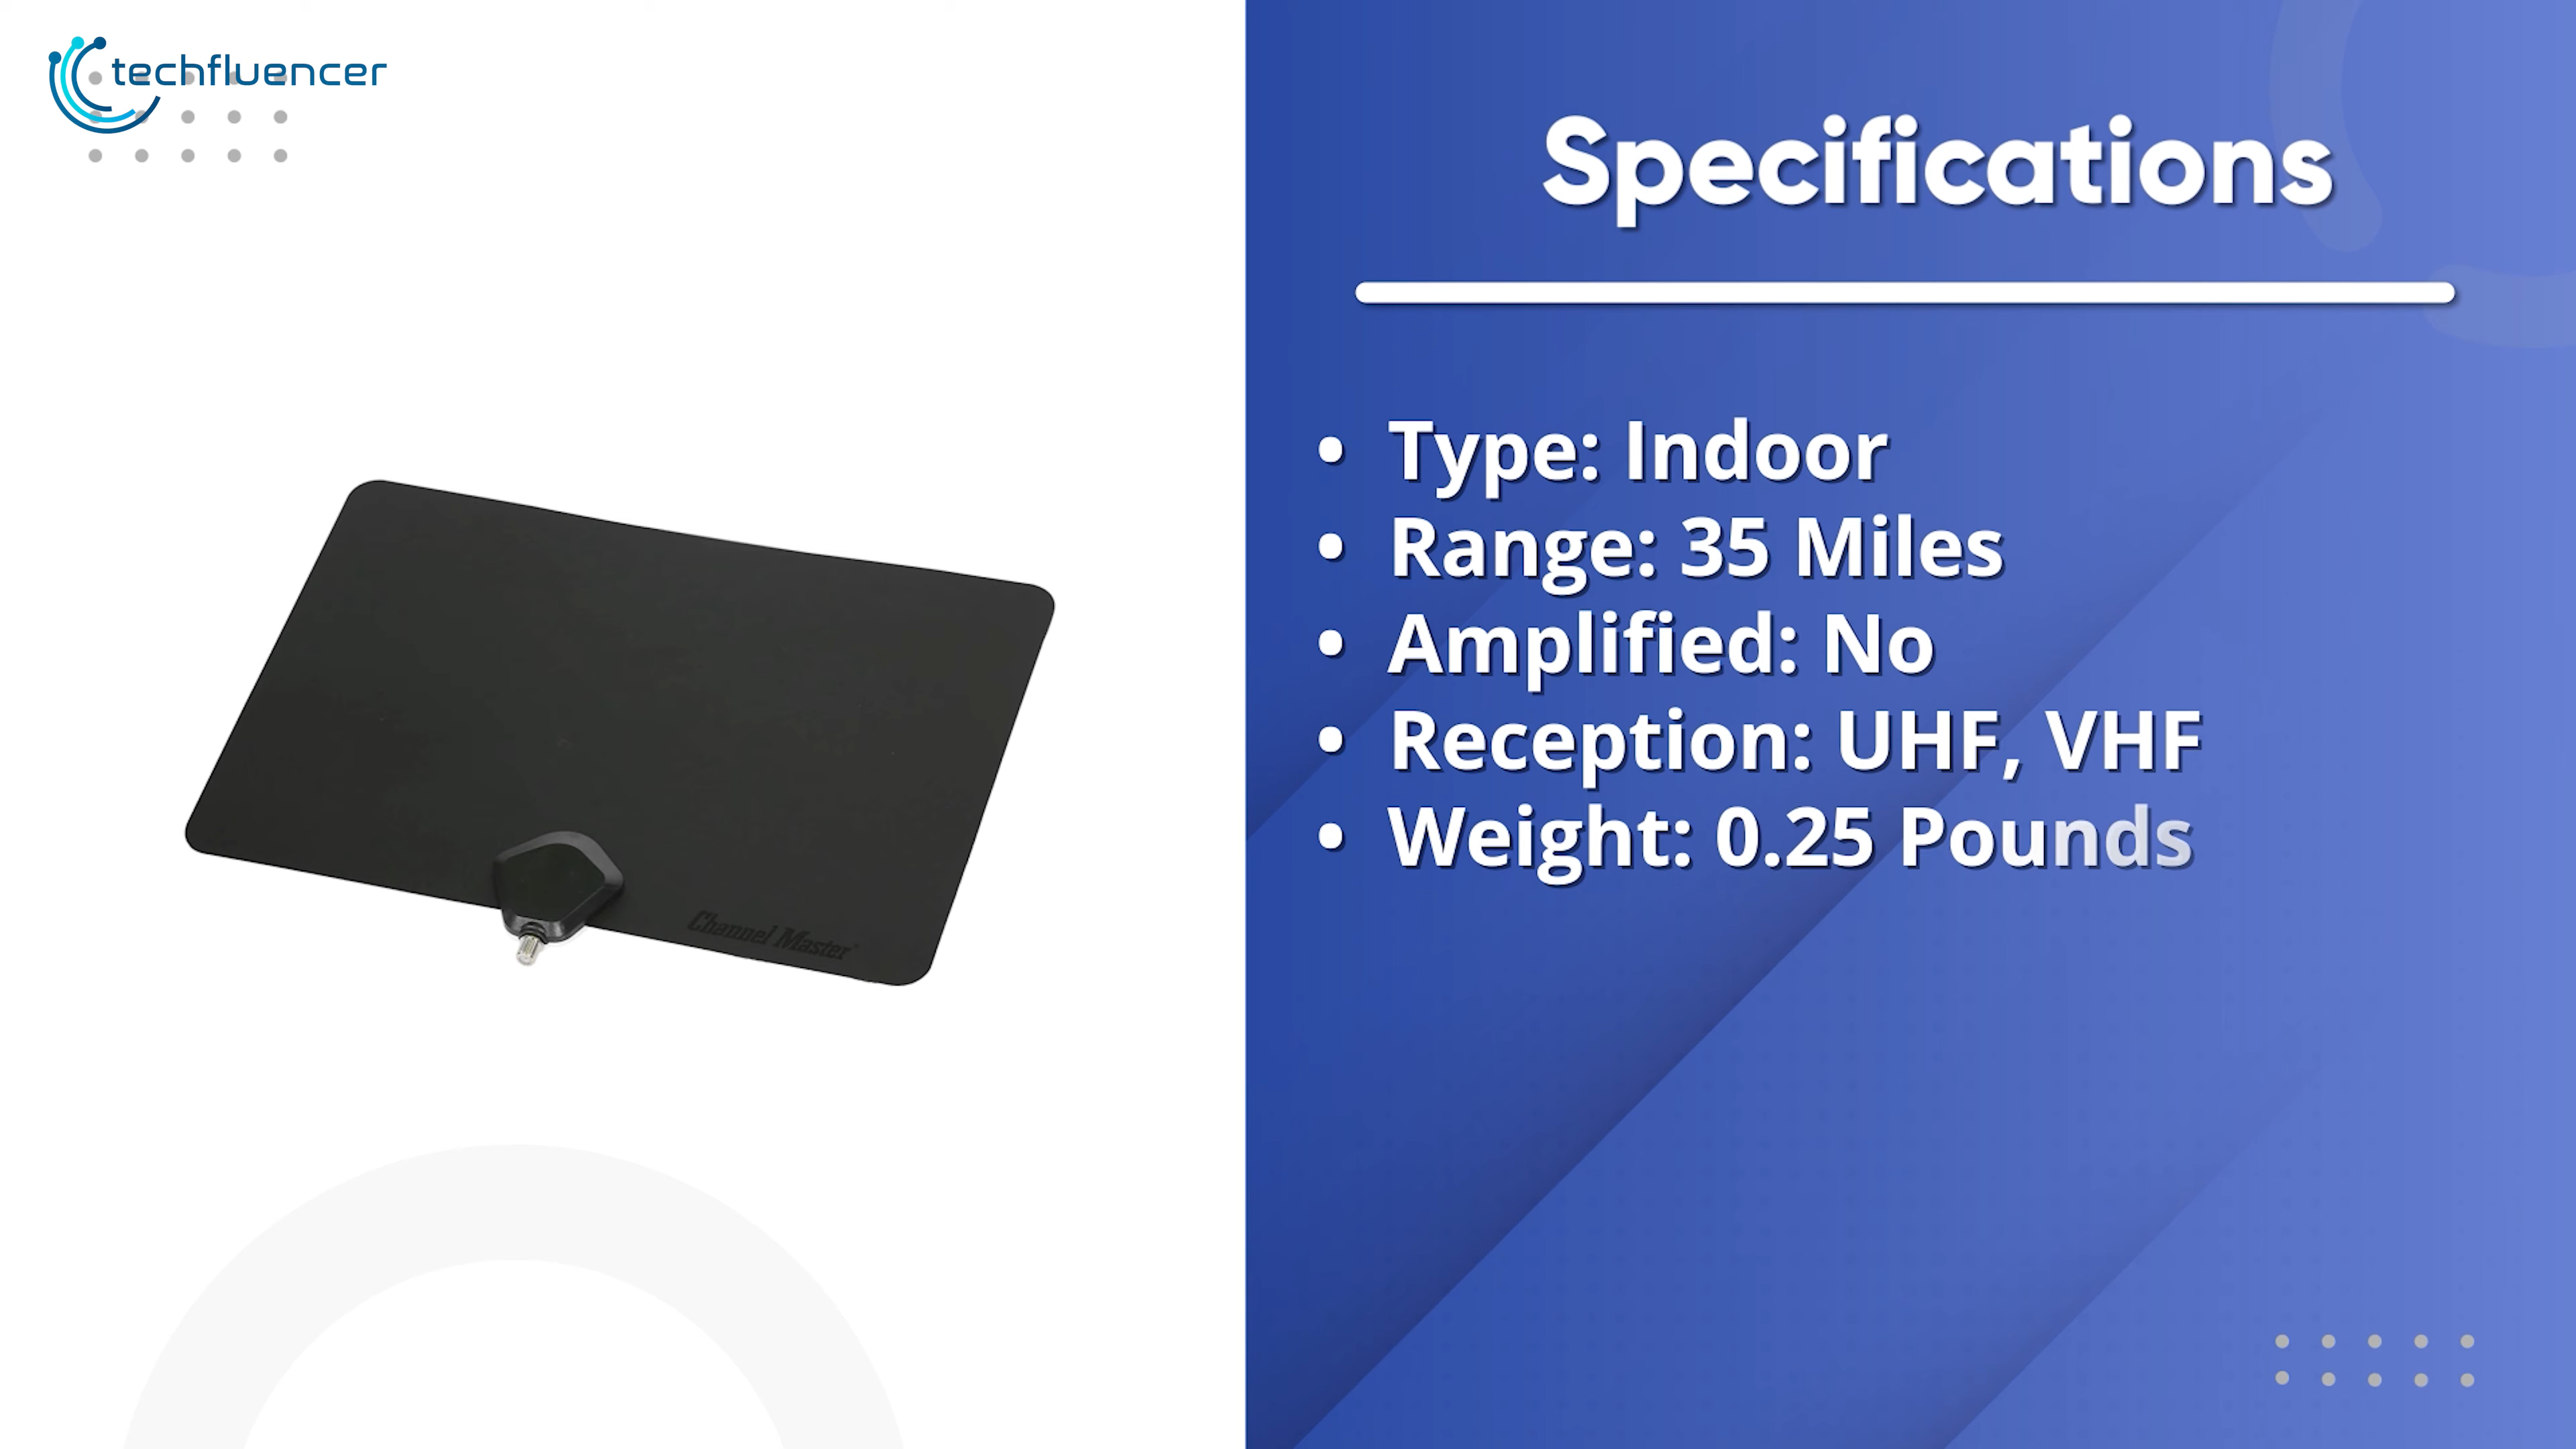 techfluencer
Specifications
• Type: Indoor
• Range: 35 Miles
• Amplified: No
• Reception: UHF, VHF
• Weight: 0.25 Pounds
Channel Master